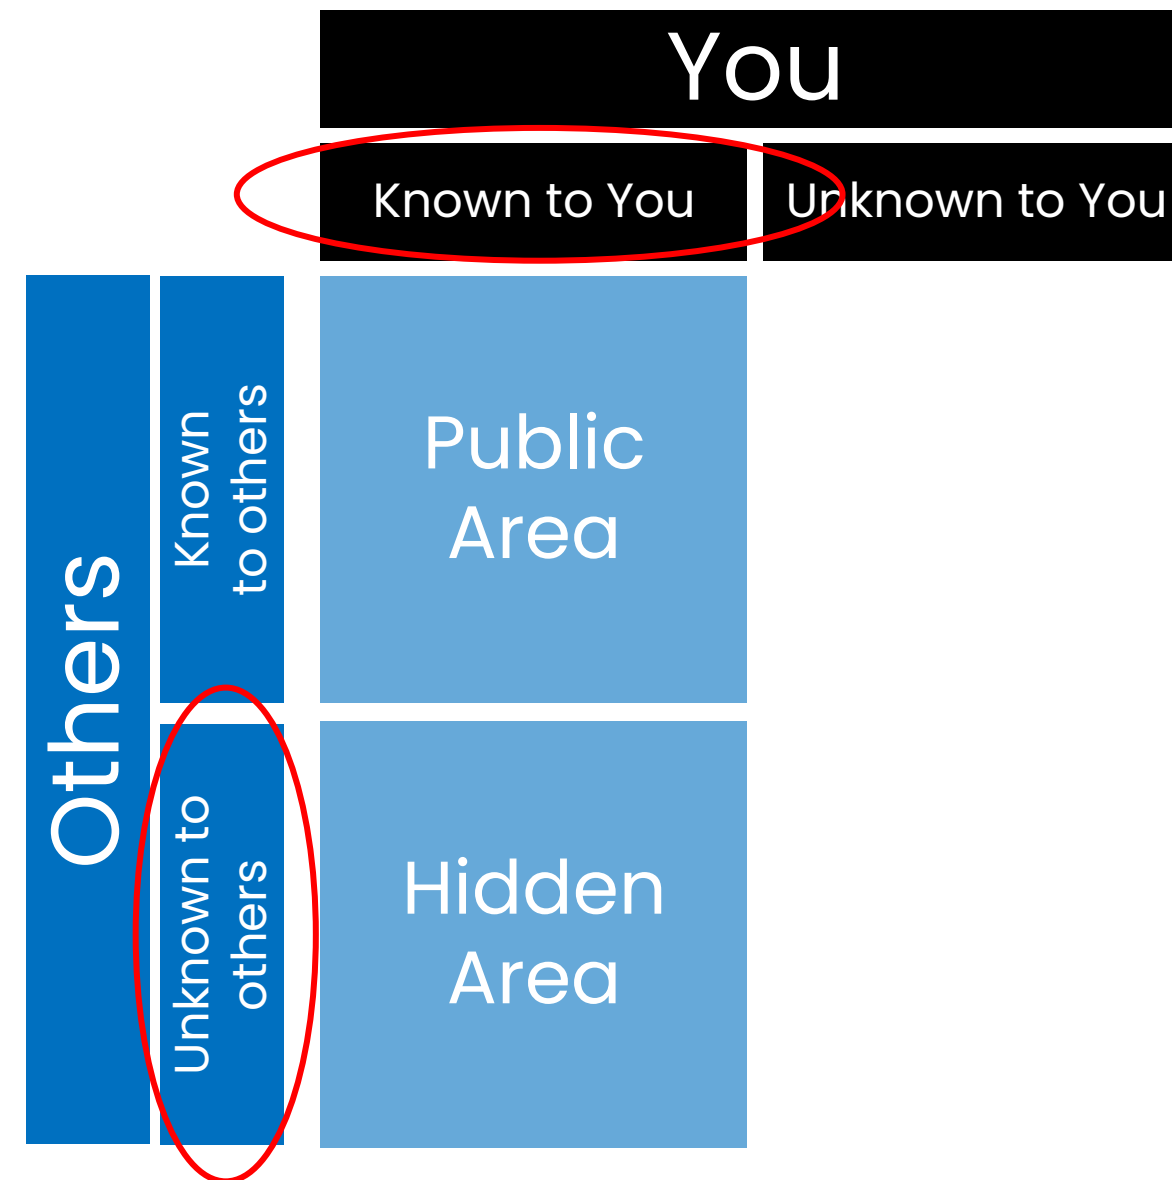 You
Known to You
Unknown to You
Others
Known
to others
Public
Area
Unknown to
others
Hidden
Area